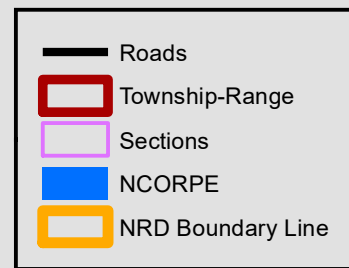 Roads
Township-Range
Sections
NCORPE
NRD Boundary Line